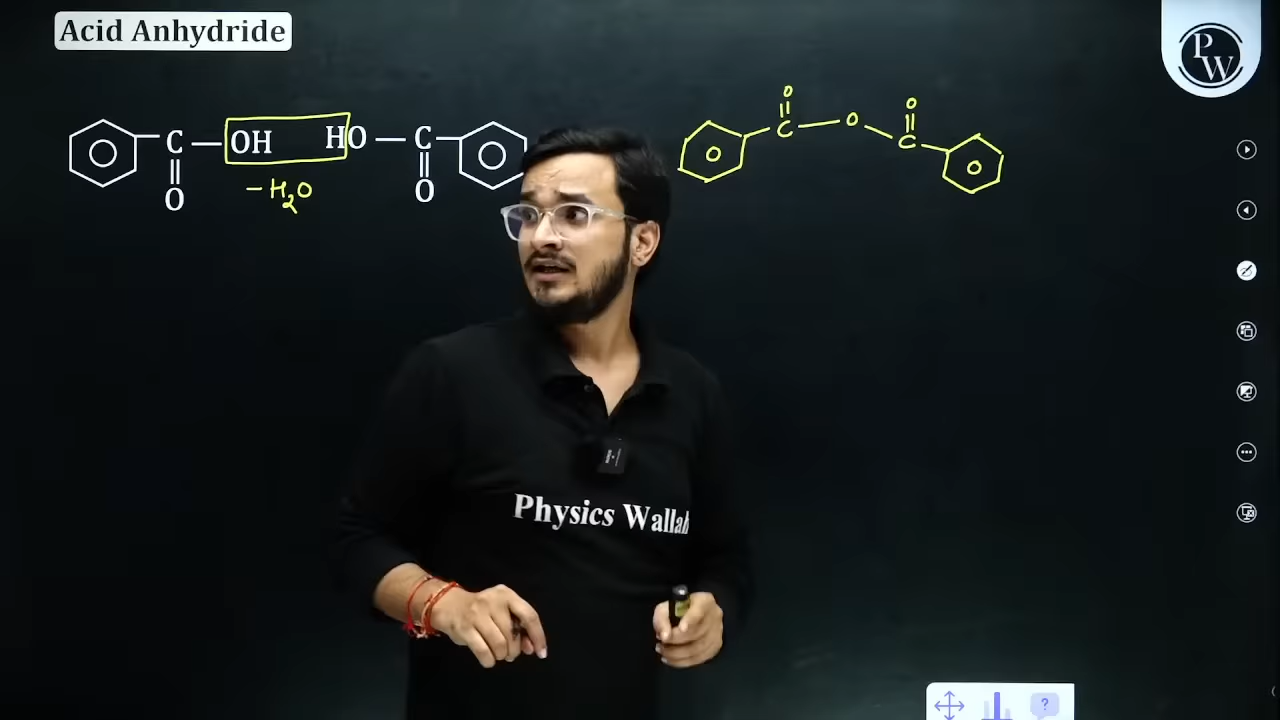 Acid Anhydride
PW
C — OH HO — C
O O
-H₂O
O O
C — O — C
Physics Wallah
?